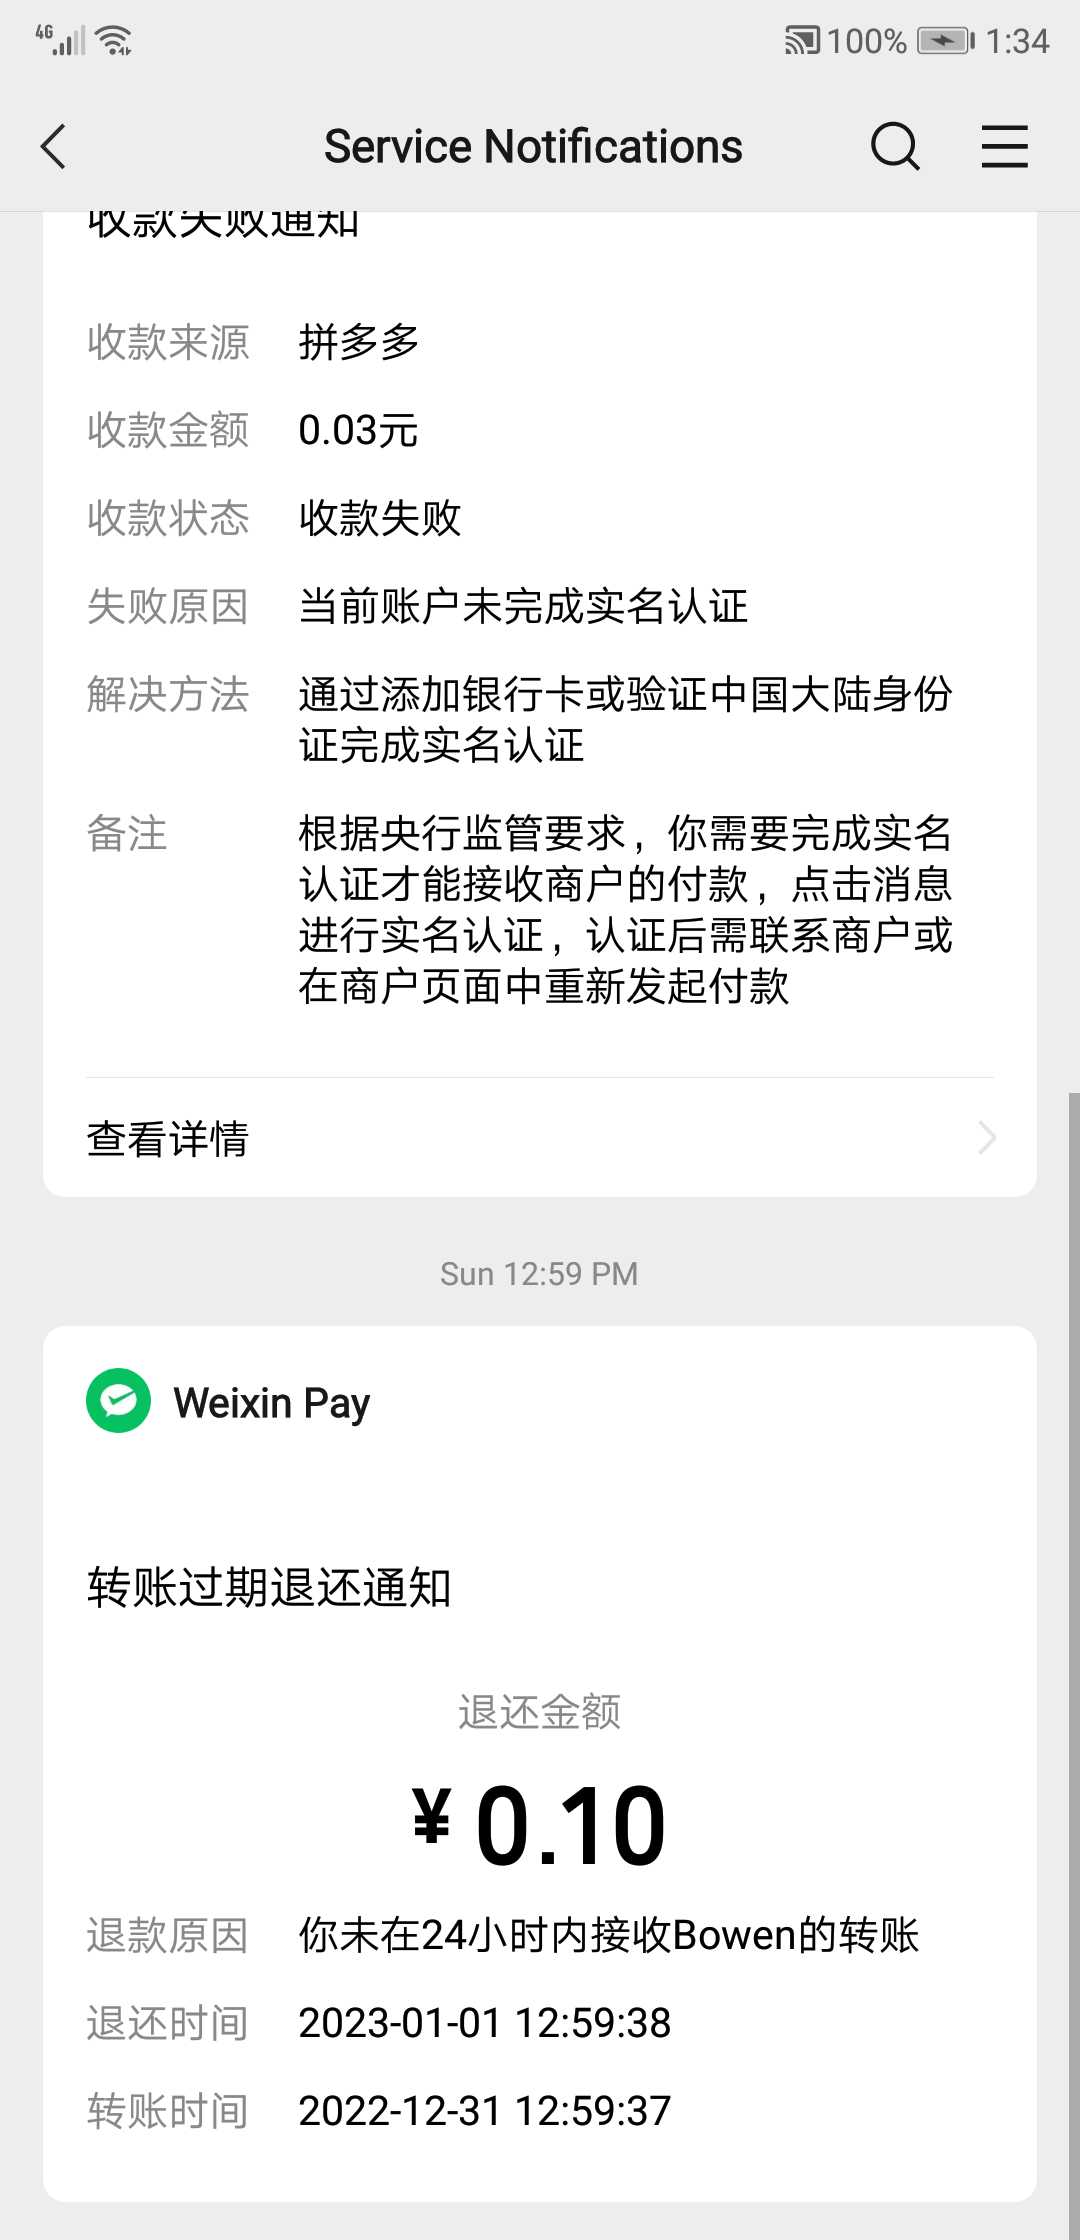 4G
100%
1:34
Service Notifications
收款失败通知
收款来源 拼多多
收款金额 0.03元
收款状态 收款失败
失败原因 当前账户未完成实名认证
解决方法 通过添加银行卡或验证中国大陆身份
证完成实名认证
备注 根据央行监管要求，你需要完成实名
认证才能接收商户的付款，点击消息
进行实名认证，认证后需联系商户或
在商户页面中重新发起付款
查看详情
Sun 12:59 PM
Weixin Pay
转账过期退还通知
退还金额
¥0.10
退款原因 你未在24小时内接收Bowen的转账
退还时间 2023-01-01 12:59:38
转账时间 2022-12-31 12:59:37